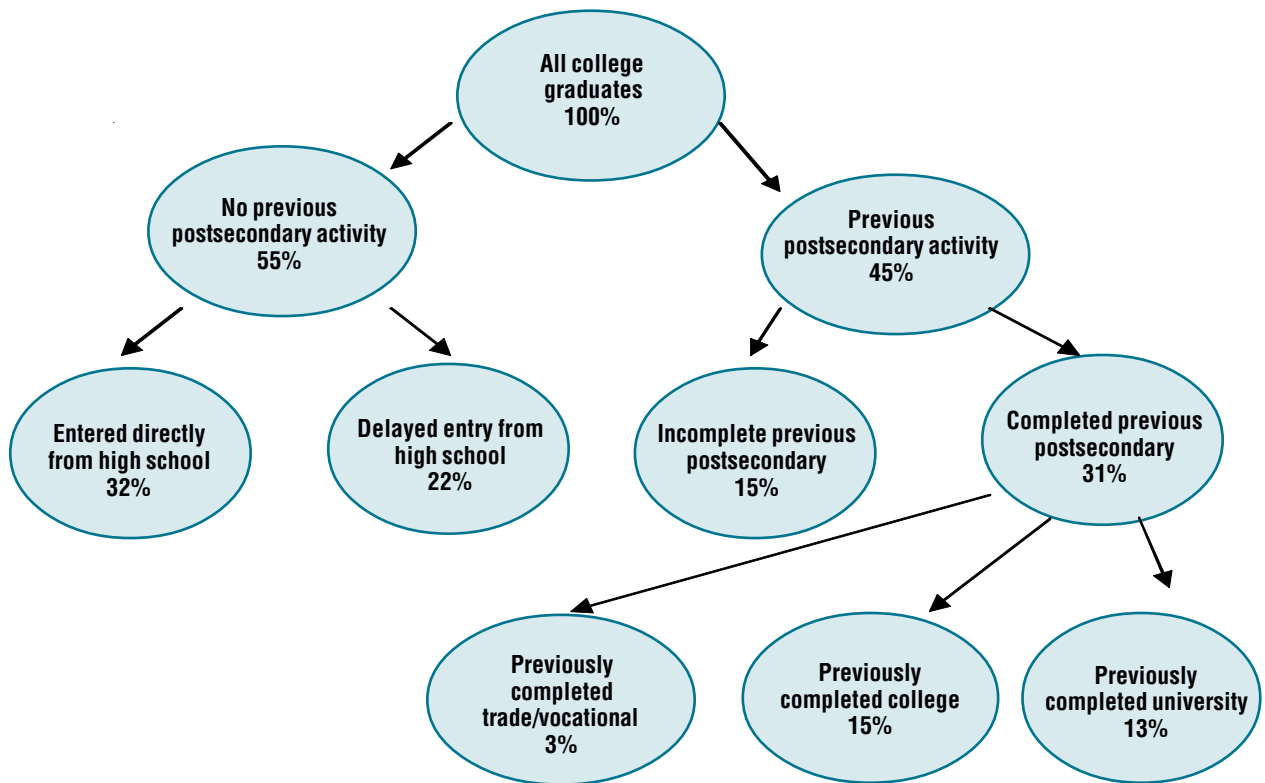 All college
graduates
100%
No previous
postsecondary activity
55%
Previous
postsecondary activity
45%
Entered directly
from high school
32%
Delayed entry from
high school
22%
Incomplete previous
postsecondary
15%
Completed previous
postsecondary
31%
Previously
completed
trade/vocational
3%
Previously
completed college
15%
Previously
completed university
13%